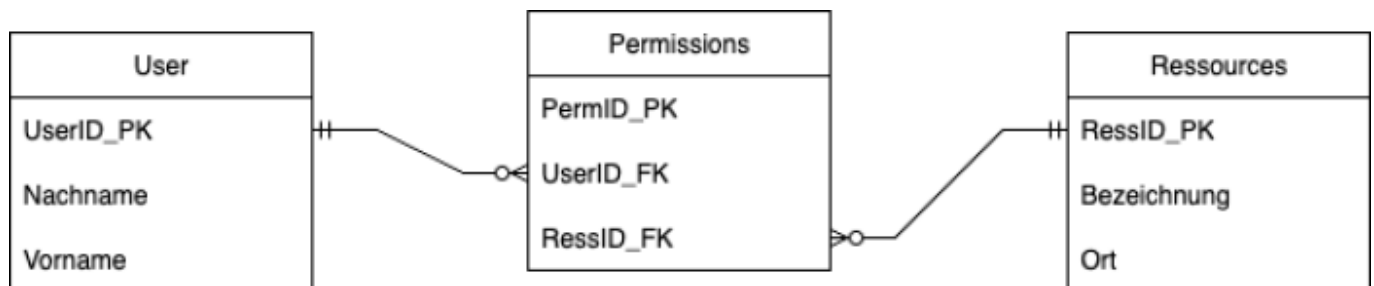 User
UserID_PK
Nachname
Vorname
Permissions
PermID_PK
UserID_FK
RessID_FK
Ressources
RessID_PK
Bezeichnung
Ort